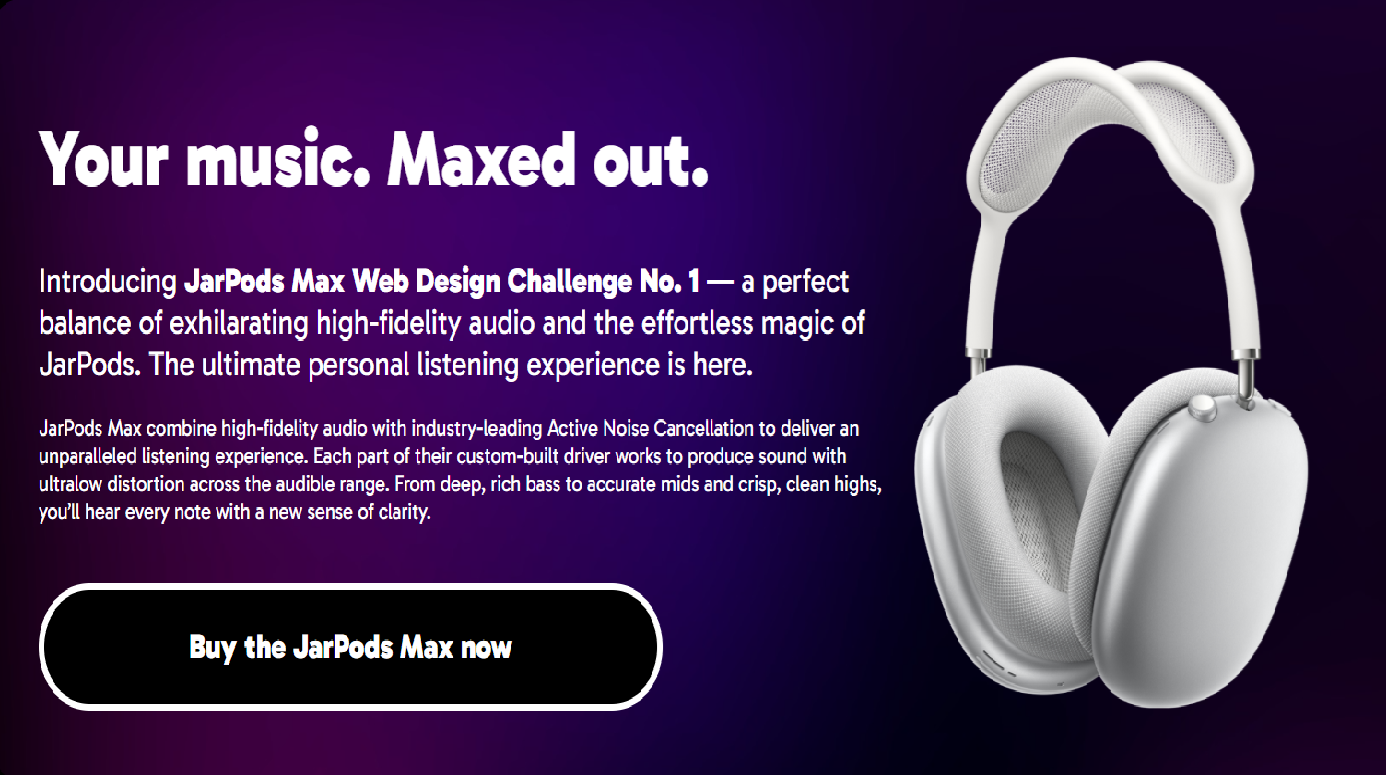 Your music. Maxed out.
Introducing JarPods Max Web Design Challenge No. 1 — a perfect
balance of exhilarating high-fidelity audio and the effortless magic of
JarPods. The ultimate personal listening experience is here.
JarPods Max combine high-fidelity audio with industry-leading Active Noise Cancellation to deliver an
unparalleled listening experience. Each part of their custom-built driver works to produce sound with
ultralow distortion across the audible range. From deep, rich bass to accurate mids and crisp, clean highs,
you’ll hear every note with a new sense of clarity.
Buy the JarPods Max now